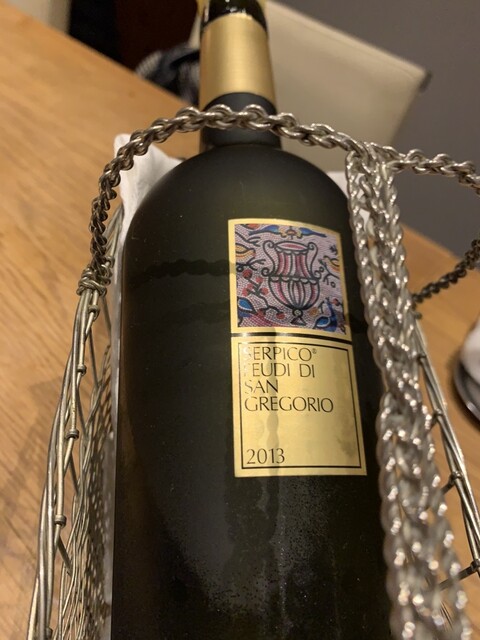 SERPICO®
FEUDI DI
SAN
GREGORIO
2013